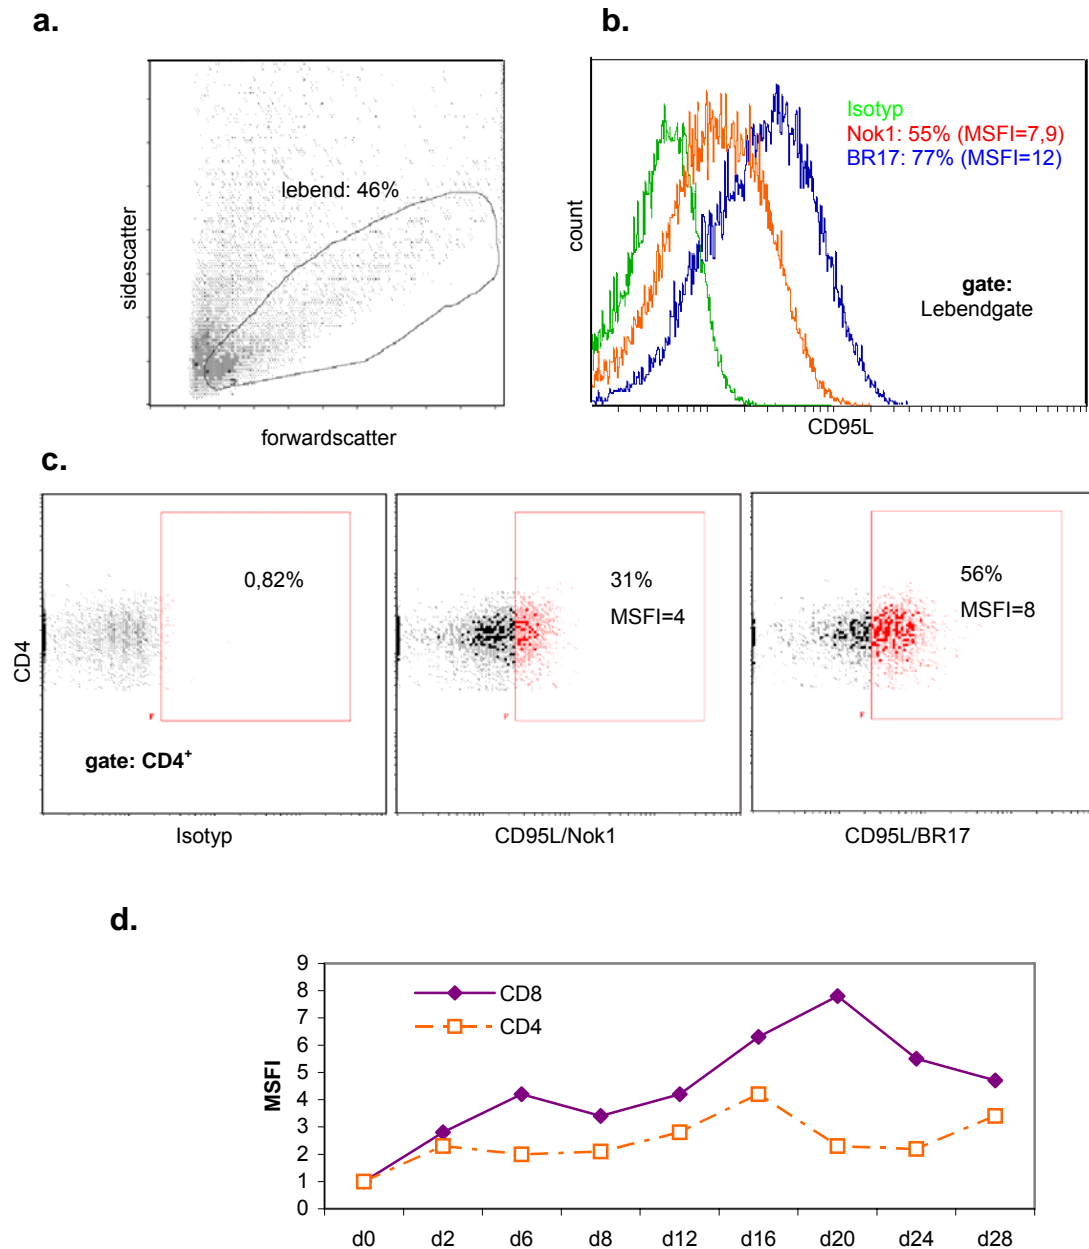 a.
lebend: 46%
sidescatter
forwardscatter
b.
Isotyp
Nok1: 55% (MSFI=7,9)
BR17: 77% (MSFI=12)
count
gate:
Lebendgate
CD95L
c.
0,82%
CD4
F
gate: CD4⁺
Isotyp
31%
MSFI=4
F
CD95L/Nok1
56%
MSFI=8
F
CD95L/BR17
d.
CD8
CD4
MSFI
9
8
7
6
5
4
3
2
1
0
d0 d2 d6 d8 d12 d16 d20 d24 d28